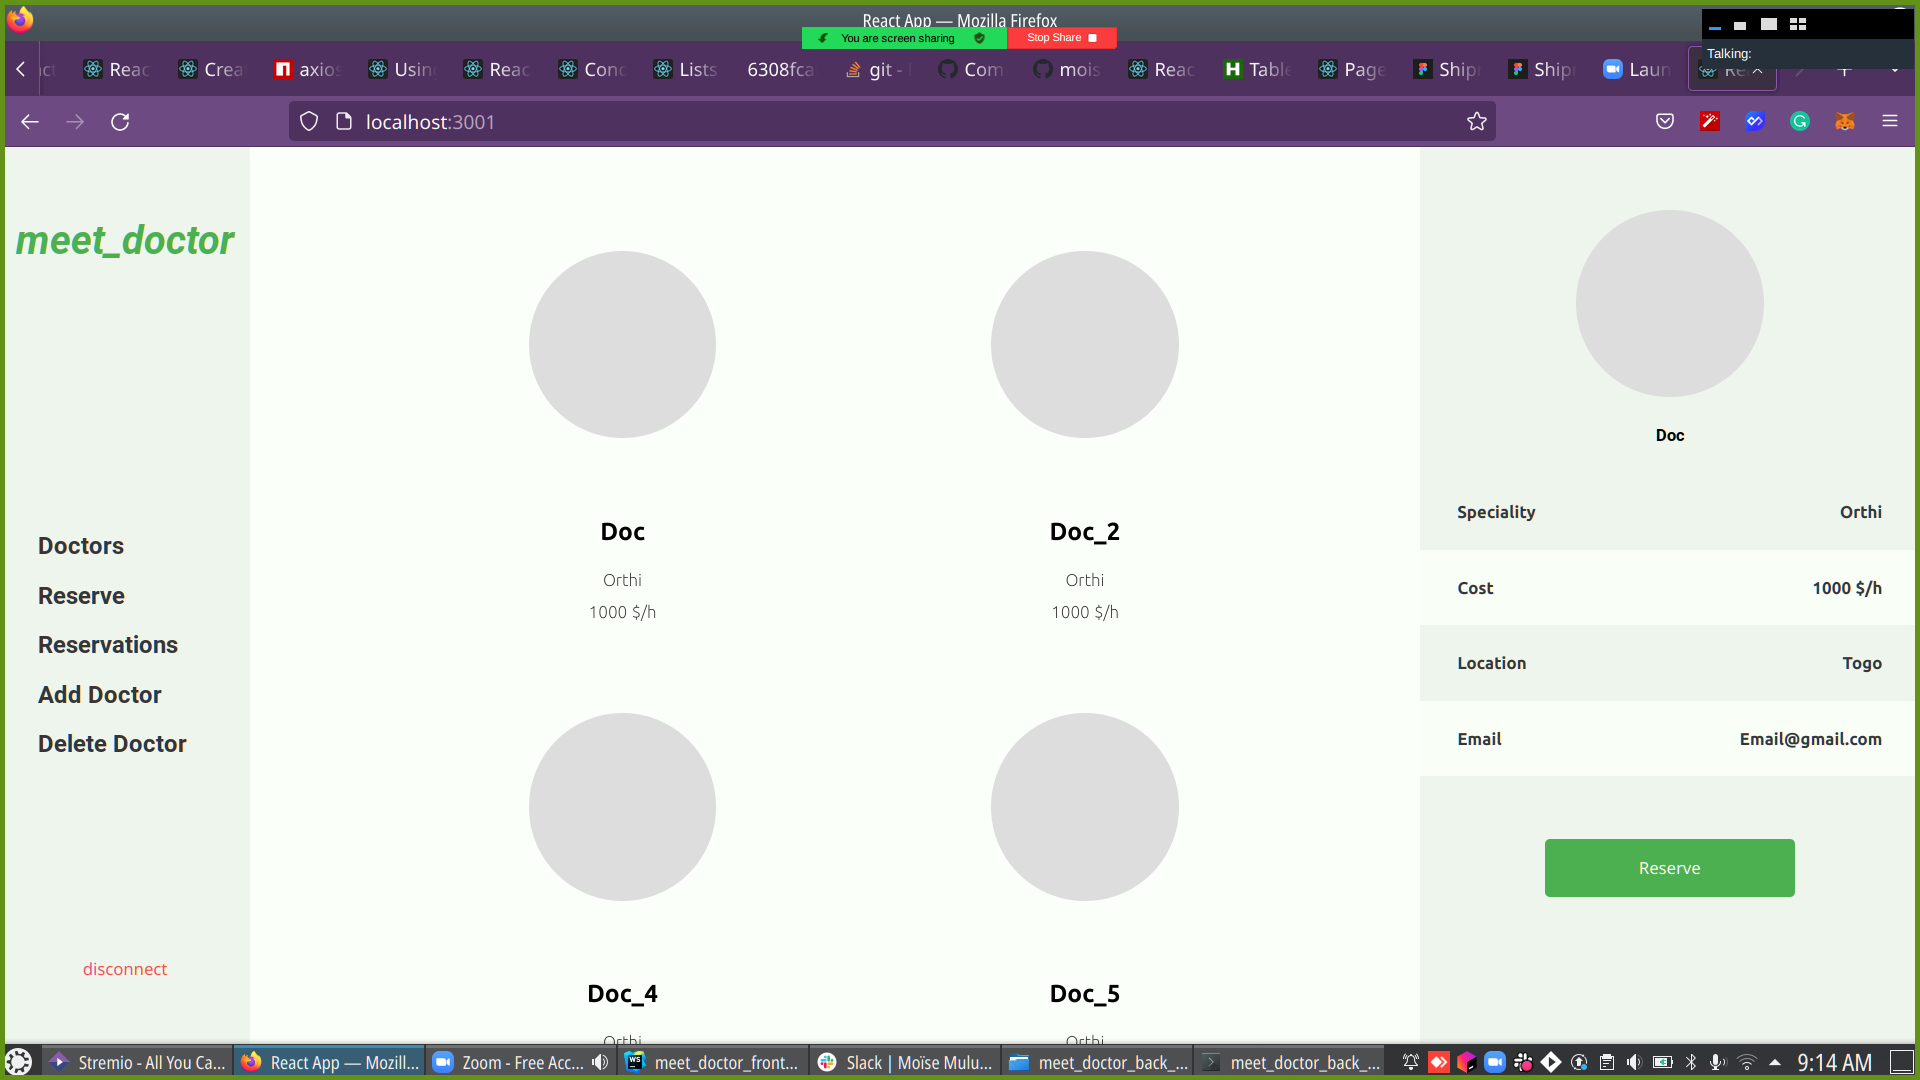 React App — Mozilla Firefox
You are screen sharing
Stop Share
Talking:
Reac
Crea
axios
Using
Reac
Conc
Lists
6308fca
git -
Com
mois
Reac
Table
Page
Ship
Ship
Laun
Re
localhost:3001
meet_doctor
Doctors
Reserve
Reservations
Add Doctor
Delete Doctor
disconnect
Doc
Orthi
1000 $/h
Doc_2
Orthi
1000 $/h
Doc_4
Orthi
Doc_5
Orthi
Doc
Speciality Orthi
Cost 1000 $/h
Location Togo
Email Email@gmail.com
Reserve
Stremio - All You Ca...
React App — Mozill...
Zoom - Free Acc...
meet_doctor_front...
Slack | Moïse Mulu...
meet_doctor_back_...
meet_doctor_back_...
9:14 AM